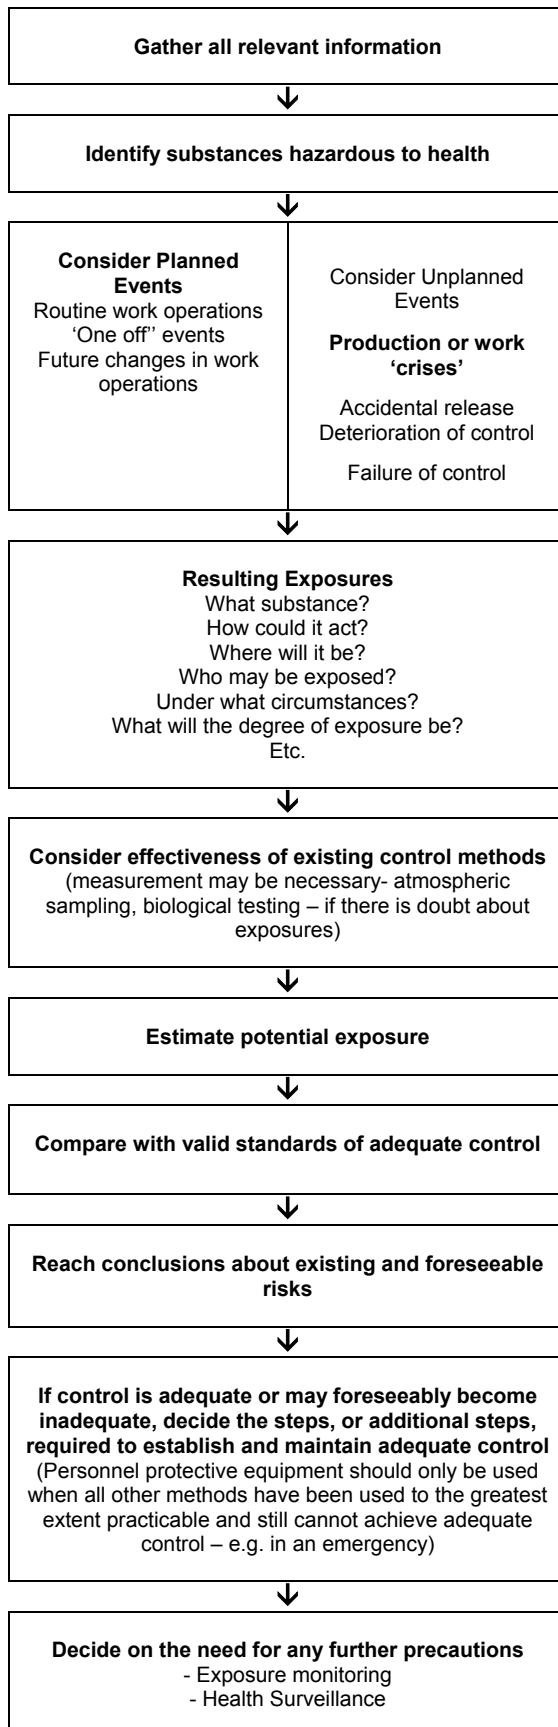 Gather all relevant information
Identify substances hazardous to health
Consider Planned
Events
Routine work operations
‘One off’’ events
Future changes in work
operations
Consider Unplanned
Events
Production or work
‘crises’
Accidental release
Deterioration of control
Failure of control
Resulting Exposures
What substance?
How could it act?
Where will it be?
Who may be exposed?
Under what circumstances?
What will the degree of exposure be?
Etc.
Consider effectiveness of existing control methods
(measurement may be necessary- atmospheric
sampling, biological testing – if there is doubt about
exposures)
Estimate potential exposure
Compare with valid standards of adequate control
Reach conclusions about existing and foreseeable
risks
If control is adequate or may foreseeably become
inadequate, decide the steps, or additional steps,
required to establish and maintain adequate control
(Personnel protective equipment should only be used
when all other methods have been used to the greatest
extent practicable and still cannot achieve adequate
control – e.g. in an emergency)
Decide on the need for any further precautions
- Exposure monitoring
- Health Surveillance